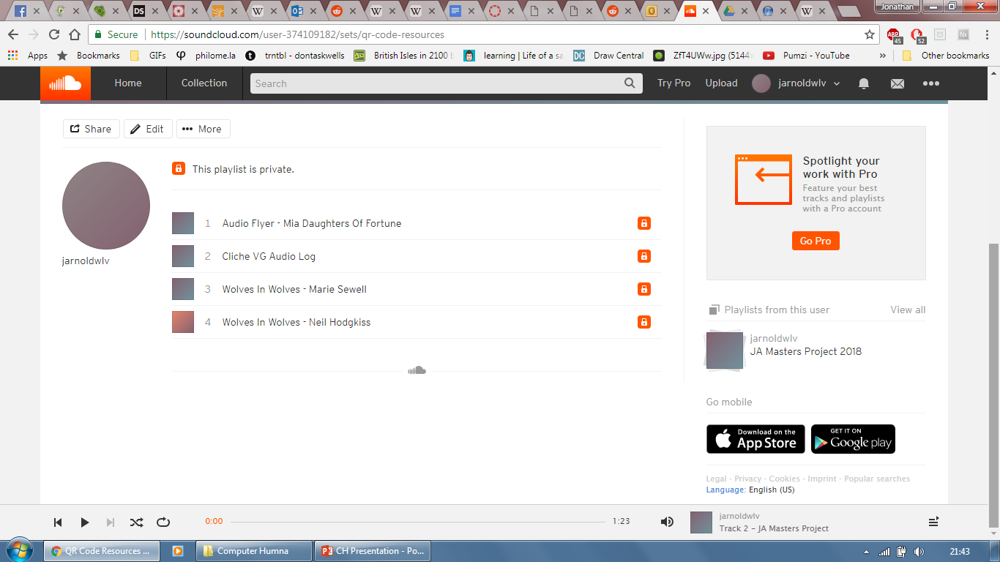 Jonathan
Secure https://soundcloud.com/user-374109182/sets/qr-code-resources
ABP 45 52 Nx
Apps Bookmarks GIFs philome.la trntbl - dontaskwells British Isles in 2100 learning | Life of a sa DC Draw Central ZfT4UWw.jpg (5144 Pumzi - YouTube » Other bookmarks
Home Collection Search Try Pro Upload jarnoldwlv
Share Edit More
This playlist is private.
1 Audio Flyer - Mia Daughters Of Fortune
2 Cliche VG Audio Log
3 Wolves In Wolves - Marie Sewell
4 Wolves In Wolves - Neil Hodgkiss
jarnoldwlv
Spotlight your
work with Pro
Feature your best
tracks and playlists
with a Pro account
Go Pro
Playlists from this user View all
jarnoldwlv
JA Masters Project 2018
Go mobile
Download on the
App Store
GET IT ON
Google play
Legal - Privacy - Cookies - Imprint - Popular searches
Language: English (US)
0:00 1:23
jarnoldwlv
Track 2 - JA Masters Project
QR Code Resources ... Computer Humna CH Presentation - Po... 21:43